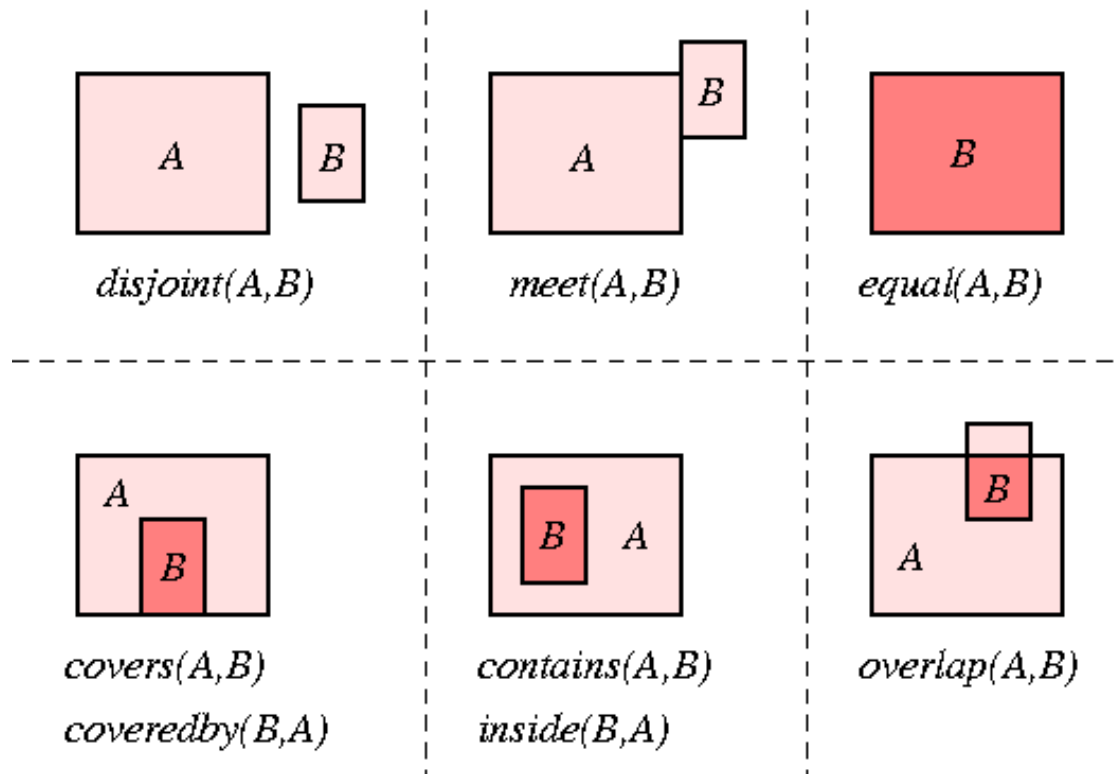 A
B
disjoint(A,B)
A
B
meet(A,B)
B
equal(A,B)
A
B
covers(A,B)
coveredby(B,A)
B
A
contains(A,B)
inside(B,A)
B
A
overlap(A,B)